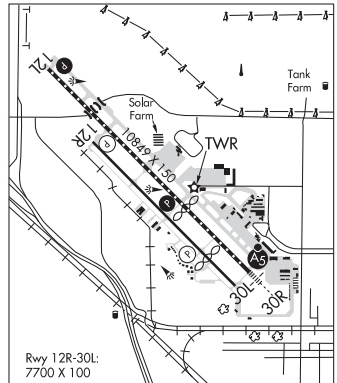 12L
P
Solar
Farm
Tank
Farm
12R
P
10849 X 150
TWR
P
P
A5
30L
30R
Rwy 12R-30L:
7700 X 100